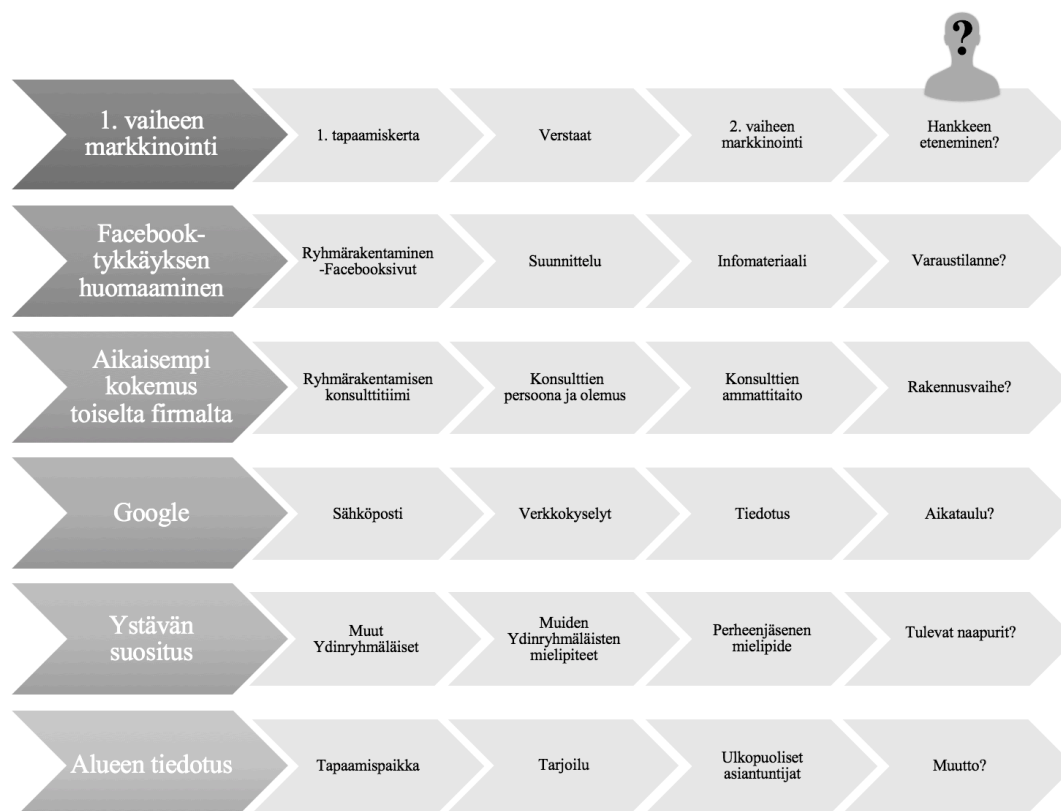 ?
1. vaiheen
markkinointi
1. tapaamiskerta
Verstaat
2. vaiheen
markkinointi
Hankkeen
eteneminen?
Facebook-
tykkäyksen
huomaaminen
Ryhmärakentaminen
-Facebooksivut
Suunnittelu
Infomateriaali
Varaustilanne?
Aikaisempi
kokemus
toiselta firmalta
Ryhmärakentamisen
konsulttitiimi
Konsulttien
persoona ja olemus
Konsulttien
ammattitaito
Rakennusvaihe?
Google
Sähköposti
Verkkokyselyt
Tiedotus
Aikataulu?
Ystävän
suositus
Muut
Ydinryhmäläiset
Muiden
Ydinryhmäläisten
mielipiteet
Perheenjäsenen
mielipide
Tulevat naapurit?
Alueen tiedotus
Tapaamispaikka
Tarjoilu
Ulkopuoliset
asiantuntijat
Muutto?